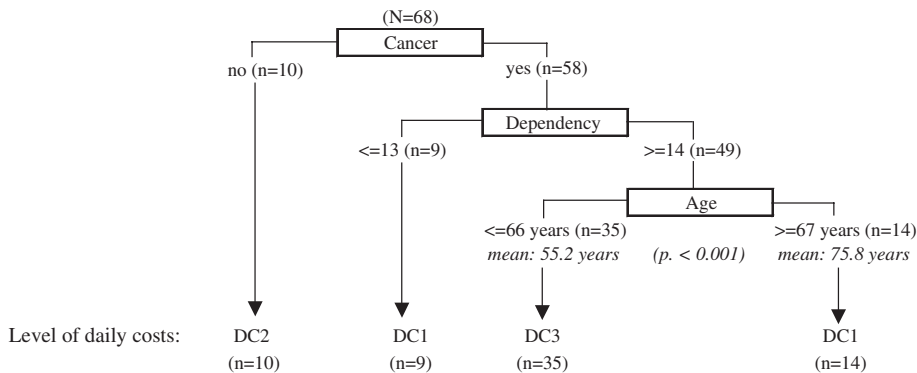 (N=68)
Cancer
no (n=10)
yes (n=58)
Dependency
<=13 (n=9)
>=14 (n=49)
Age
<=66 years (n=35)
>=67 years (n=14)
mean: 55.2 years
(p. < 0.001)
mean: 75.8 years
Level of daily costs:
DC2
DC1
DC3
DC1
(n=10)
(n=9)
(n=35)
(n=14)